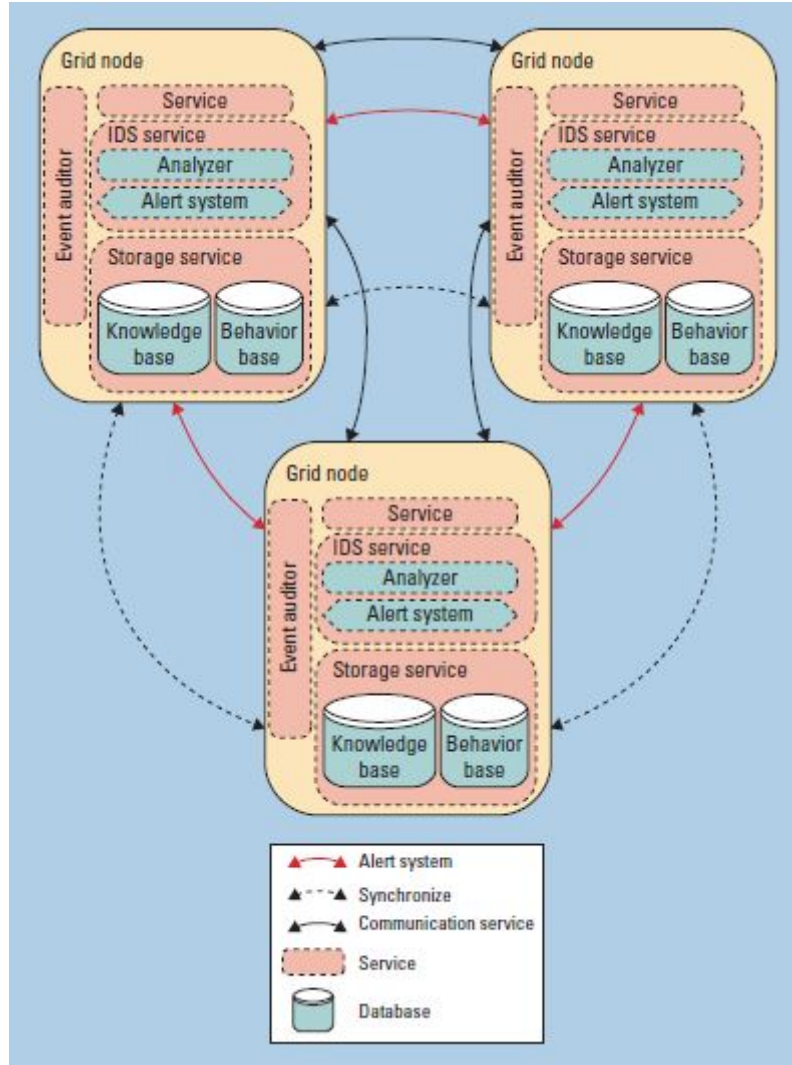 Grid node
Service
IDS service
Analyzer
Alert system
Event auditor
Storage service
Knowledge
base
Behavior
base
Grid node
Service
IDS service
Analyzer
Alert system
Event auditor
Storage service
Knowledge
base
Behavior
base
Grid node
Service
IDS service
Analyzer
Alert system
Event auditor
Storage service
Knowledge
base
Behavior
base
Alert system
Synchronize
Communication service
Service
Database